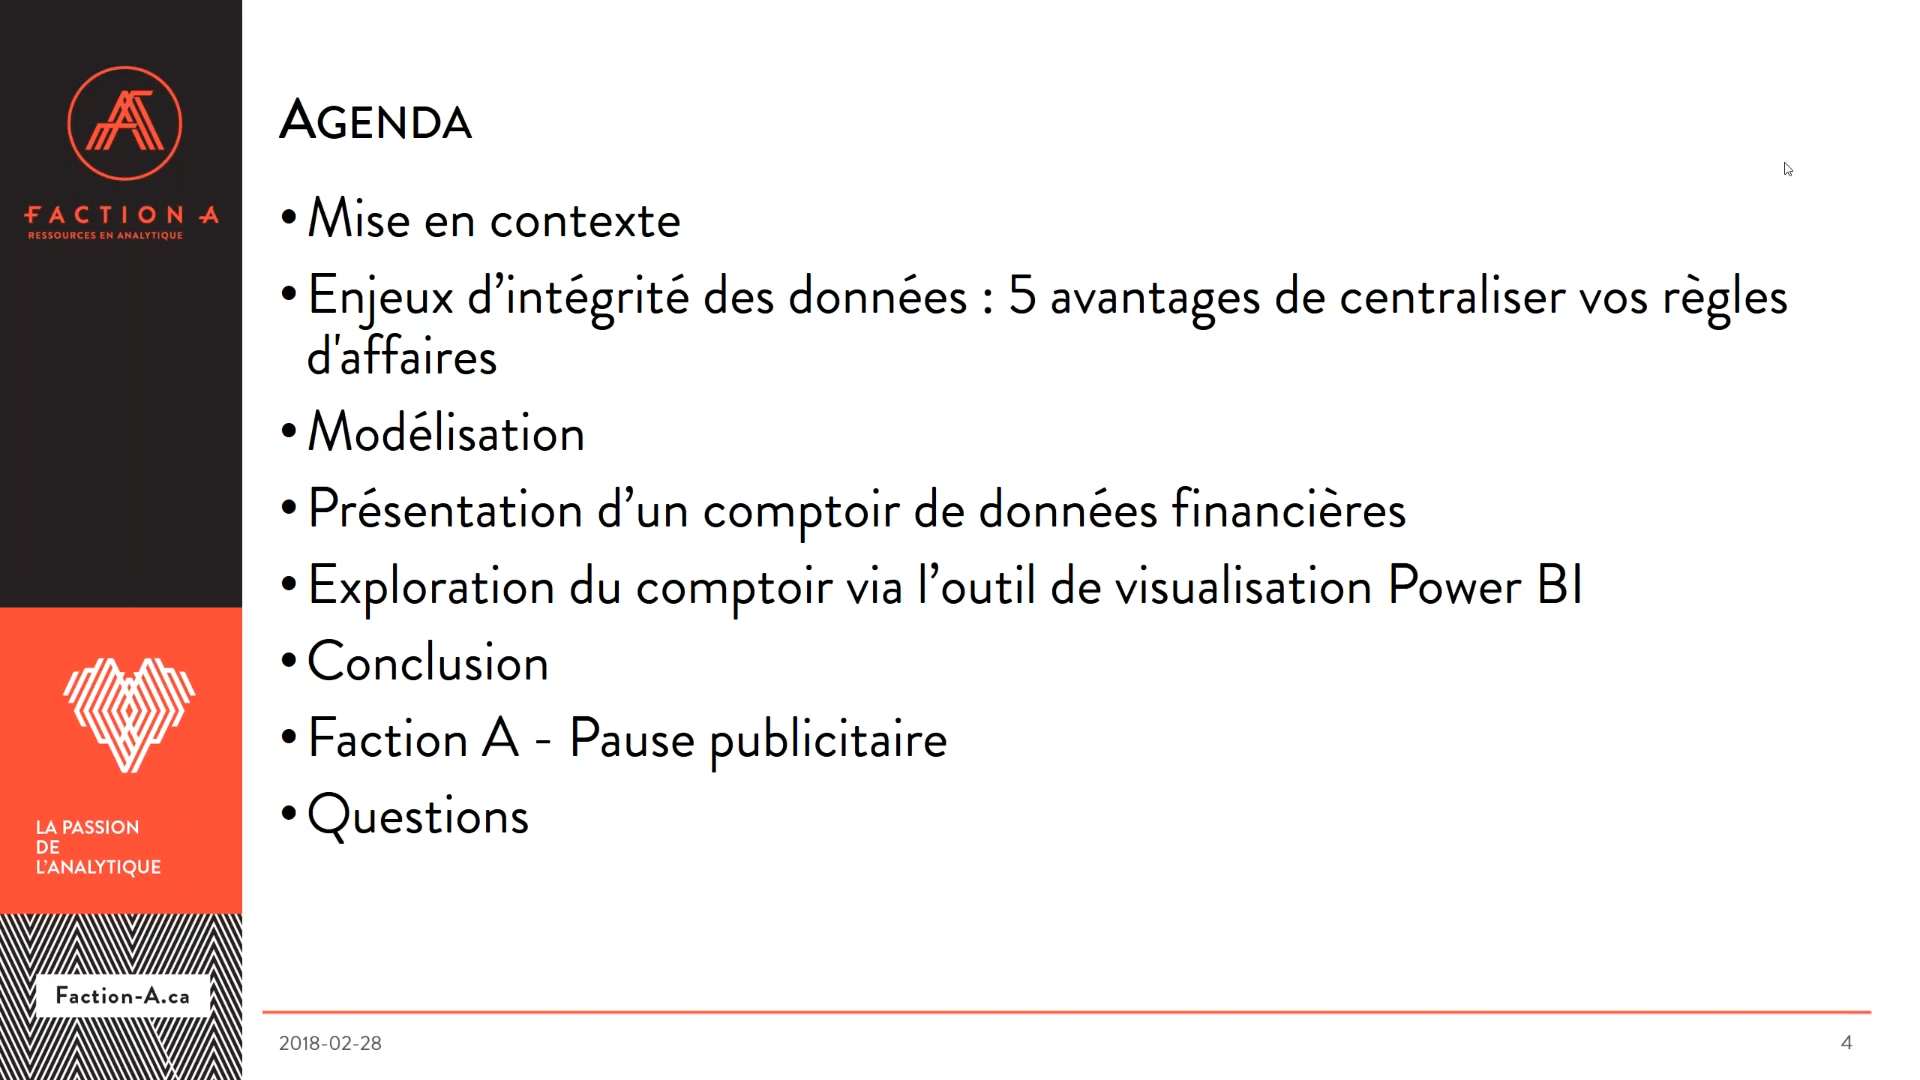 FACTION A
RESSOURCES EN ANALYTIQUE
LA PASSION
DE
L'ANALYTIQUE
Faction-A.ca
AGENDA
• Mise en contexte
• Enjeux d’intégrité des données : 5 avantages de centraliser vos règles
d'affaires
• Modélisation
• Présentation d’un comptoir de données financières
• Exploration du comptoir via l’outil de visualisation Power BI
• Conclusion
• Faction A - Pause publicitaire
• Questions
2018-02-28
4